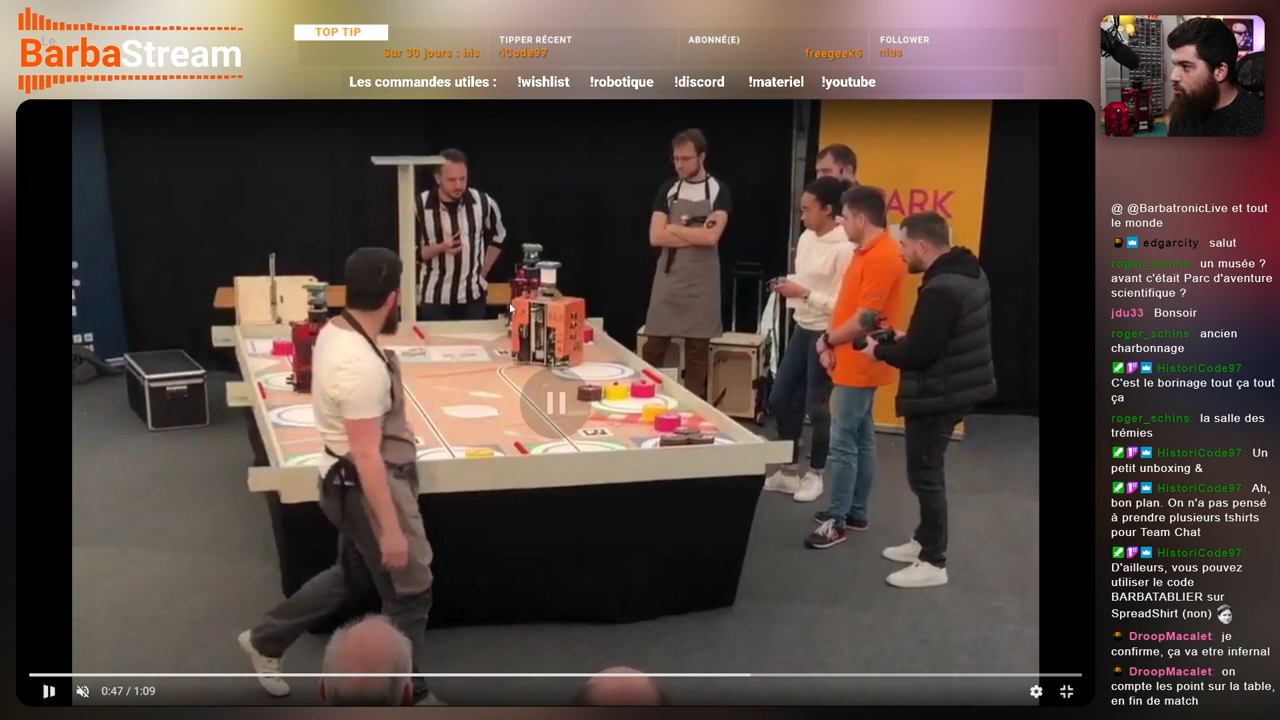 Le
BarbaStream
TOP TIP
Sur 30 jours : his
TIPPER RÉCENT
iCode97
ABONNÉ(E)
freegeek5
FOLLOWER
nius
Les commandes utiles : !wishlist !robotique !discord !materiel !youtube
ARK
0:47 / 1:09
@ @BarbatronicLive et tout
le monde
edgarcity salut
roger_schins: un musée ?
avant c'était Parc d'aventure
scientifique ?
jdu33 Bonsoir
roger_schins: ancien
charbonnage
HistoriCode97:
C'est le borinage tout ça tout
ça
roger_schins: la salle des
trémies
HistoriCode97: Un
petit unboxing &
HistoriCode97: Ah,
bon plan. On n'a pas pensé
à prendre plusieurs tshirts
pour Team Chat
HistoriCode97:
D'ailleurs, vous pouvez
utiliser le code
BARBATABLIER sur
SpreadShirt (non)
DroopMacalet: je
confirme, ça va etre infernal
DroopMacalet: on
compte les point sur la table,
en fin de match